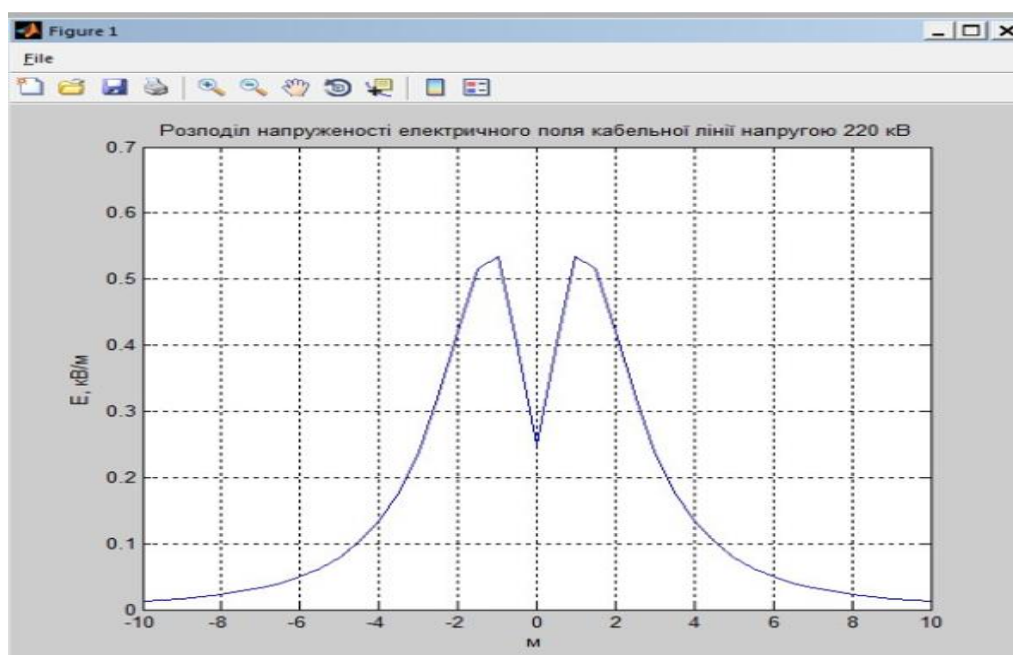 Figure 1
File
Розподіл напруженості електричного поля кабельної лінії напругою 220 кВ
0.7
0.6
0.5
0.4
0.3
0.2
0.1
0
Е, кВ/м
-10 -8 -6 -4 -2 0 2 4 6 8 10
м